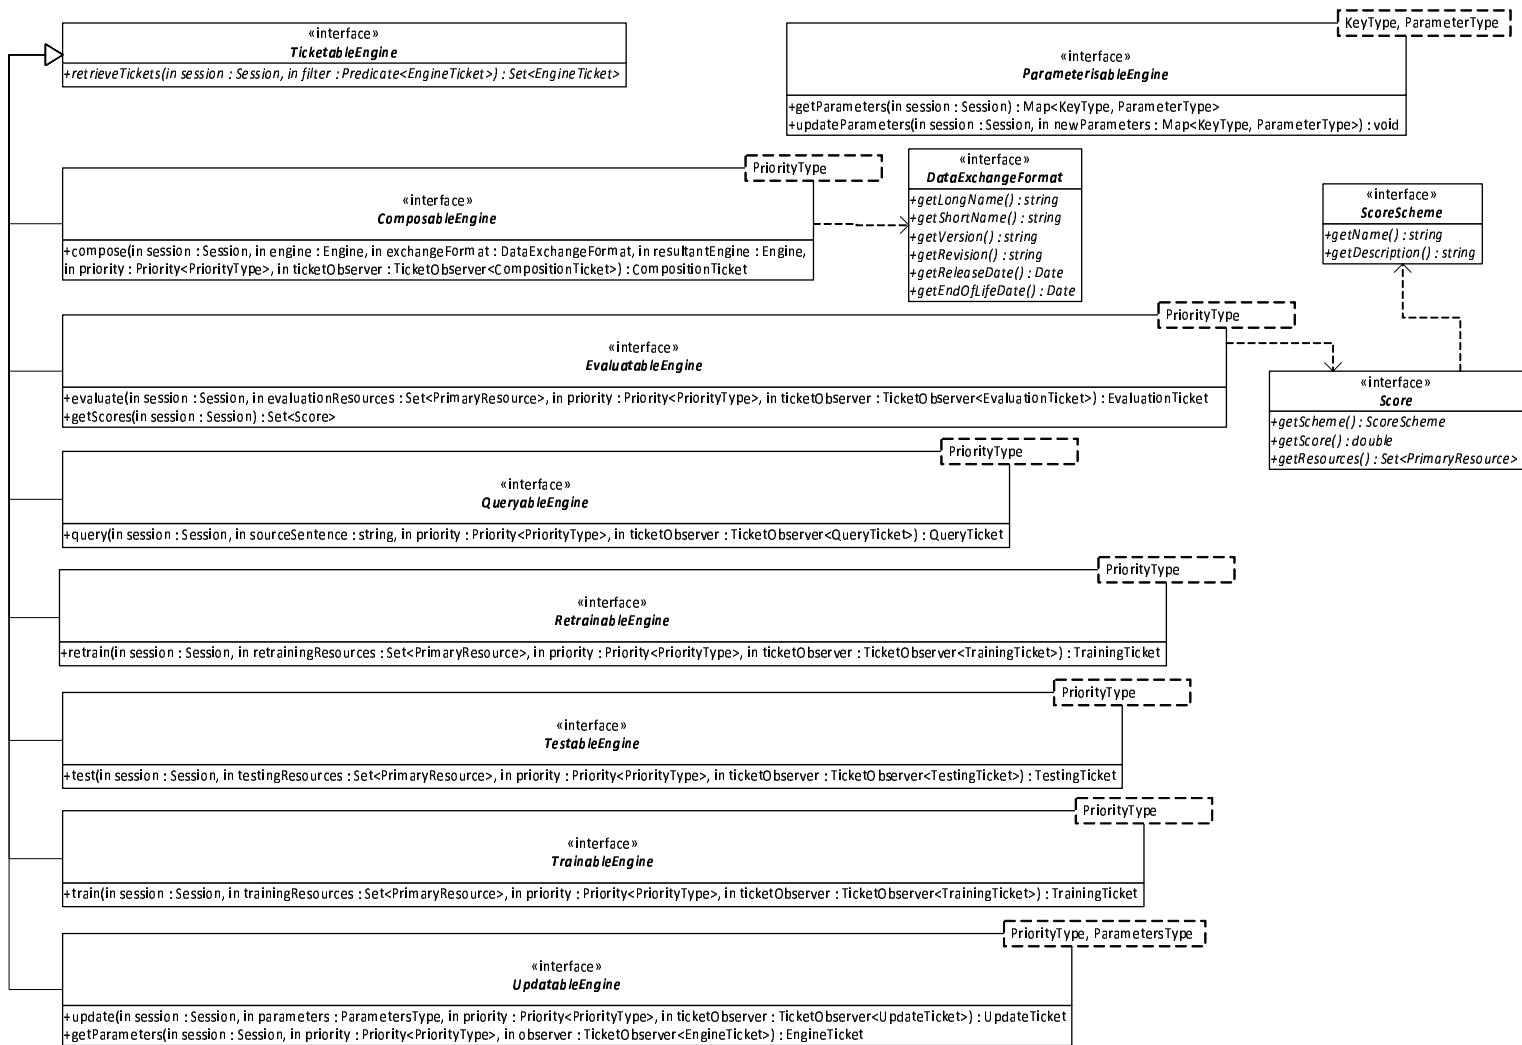 «interface»
TicketableEngine
+retrieveTickets(in session : Session, in filter : Predicate<EngineTicket>) : Set<EngineTicket>
KeyType, ParameterType
«interface»
ParameterisableEngine
+getParameters(in session : Session) : Map<KeyType, ParameterType>
+updateParameters(in session : Session, in newParameters : Map<KeyType, ParameterType>) : void
PriorityType
«interface»
ComposableEngine
+compose(in session : Session, in engine : Engine, in exchangeFormat : DataExchangeFormat, in resultantEngine : Engine,
in priority : Priority<PriorityType>, in ticketObserver : TicketObserver<CompositionTicket>) : CompositionTicket
«interface»
DataExchangeFormat
+getLongName() : string
+getShortName() : string
+getVersion() : string
+getRevision() : string
+getReleaseDate() : Date
+getEndOfLifeDate() : Date
«interface»
ScoreScheme
+getName() : string
+getDescription() : string
PriorityType
«interface»
EvaluatableEngine
+evaluate(in session : Session, in evaluationResources : Set<PrimaryResource>, in priority : Priority<PriorityType>, in ticketObserver : TicketObserver<EvaluationTicket>) : EvaluationTicket
+getScores(in session : Session) : Set<Score>
«interface»
Score
+getScheme() : ScoreScheme
+getScore() : double
+getResources() : Set<PrimaryResource>
PriorityType
«interface»
QueryableEngine
+query(in session : Session, in sourceSentence : string, in priority : Priority<PriorityType>, in ticketObserver : TicketObserver<QueryTicket>) : QueryTicket
PriorityType
«interface»
RetrainableEngine
+retrain(in session : Session, in retrainingResources : Set<PrimaryResource>, in priority : Priority<PriorityType>, in ticketObserver : TicketObserver<TrainingTicket>) : TrainingTicket
PriorityType
«interface»
TestableEngine
+test(in session : Session, in testingResources : Set<PrimaryResource>, in priority : Priority<PriorityType>, in ticketObserver : TicketObserver<TestingTicket>) : TestingTicket
PriorityType
«interface»
TrainableEngine
+train(in session : Session, in trainingResources : Set<PrimaryResource>, in priority : Priority<PriorityType>, in ticketObserver : TicketObserver<TrainingTicket>) : TrainingTicket
PriorityType, ParametersType
«interface»
UpdatableEngine
+update(in session : Session, in parameters : ParametersType, in priority : Priority<PriorityType>, in ticketObserver : TicketObserver<UpdateTicket>) : UpdateTicket
+getParameters(in session : Session, in priority : Priority<PriorityType>, in observer : TicketObserver<EngineTicket>) : EngineTicket